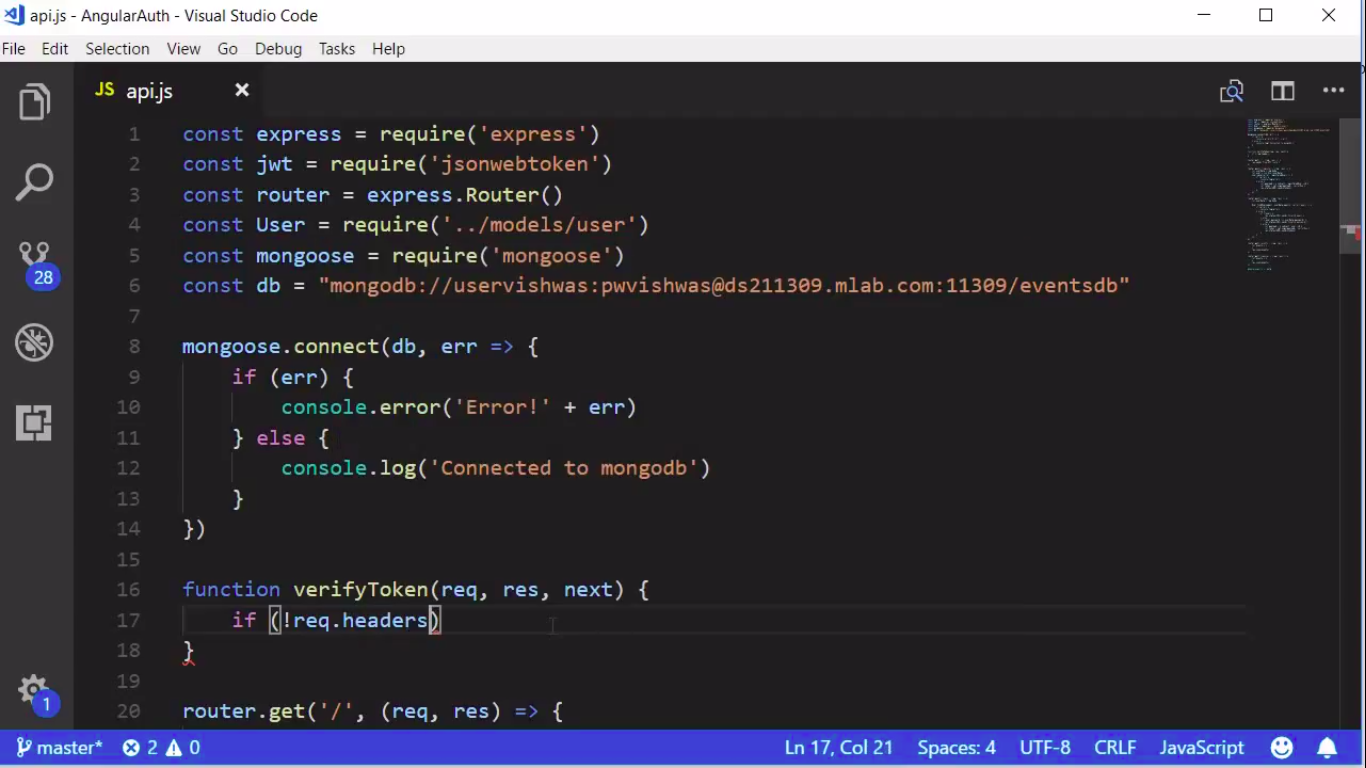 api.js - AngularAuth - Visual Studio Code
File Edit Selection View Go Debug Tasks Help
JS api.js
1 const express = require('express')
2 const jwt = require('jsonwebtoken')
3 const router = express.Router()
4 const User = require('../models/user')
5 const mongoose = require('mongoose')
6 const db = "mongodb://uservishwas:pwvishwas@ds211309.mlab.com:11309/eventsdb"
7
8 mongoose.connect(db, err => {
9 if (err) {
10 console.error('Error!' + err)
11 } else {
12 console.log('Connected to mongodb')
13 }
14 })
15
16 function verifyToken(req, res, next) {
17 if (!req.headers)
18 }
19
20 router.get('/', (req, res) => {
28
1
master* 2 0 Ln 17, Col 21 Spaces: 4 UTF-8 CRLF JavaScript